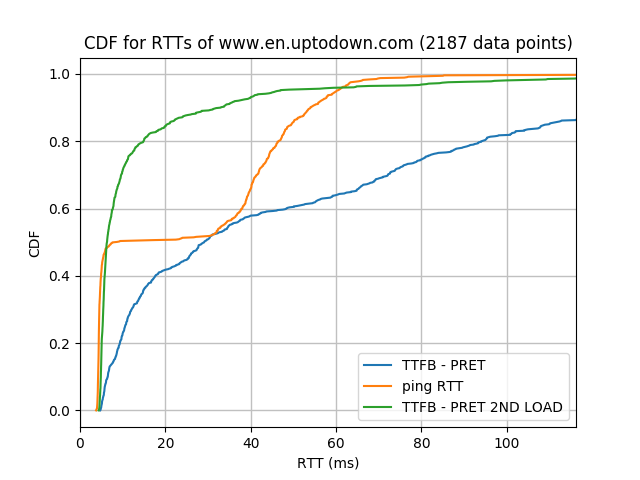 CDF for RTTs of www.en.uptodown.com (2187 data points)
1.0
0.8
0.6
0.4
0.2
0.0
CDF
TTFB - PRET
ping RTT
TTFB - PRET 2ND LOAD
0 20 40 60 80 100
RTT (ms)